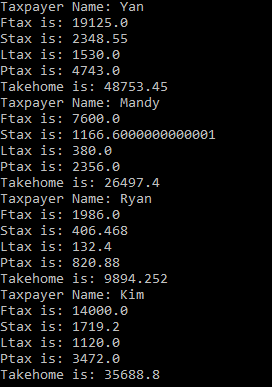 Taxpayer Name: Yan
Ftax is: 19125.0
Stax is: 2348.55
Ltax is: 1530.0
Ptax is: 4743.0
Takehome is: 48753.45
Taxpayer Name: Mandy
Ftax is: 7600.0
Stax is: 1166.6000000000001
Ltax is: 380.0
Ptax is: 2356.0
Takehome is: 26497.4
Taxpayer Name: Ryan
Ftax is: 1986.0
Stax is: 406.468
Ltax is: 132.4
Ptax is: 820.88
Takehome is: 9894.252
Taxpayer Name: Kim
Ftax is: 14000.0
Stax is: 1719.2
Ltax is: 1120.0
Ptax is: 3472.0
Takehome is: 35688.8